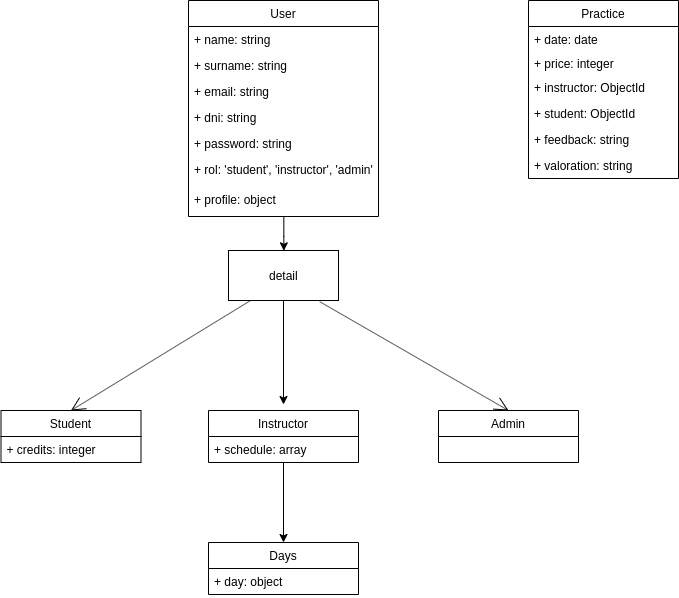 User
+ name: string
+ surname: string
+ email: string
+ dni: string
+ password: string
+ rol: 'student', 'instructor', 'admin'
+ profile: object
Practice
+ date: date
+ price: integer
+ instructor: ObjectId
+ student: ObjectId
+ feedback: string
+ valoration: string
detail
Student
+ credits: integer
Instructor
+ schedule: array
Admin
Days
+ day: object